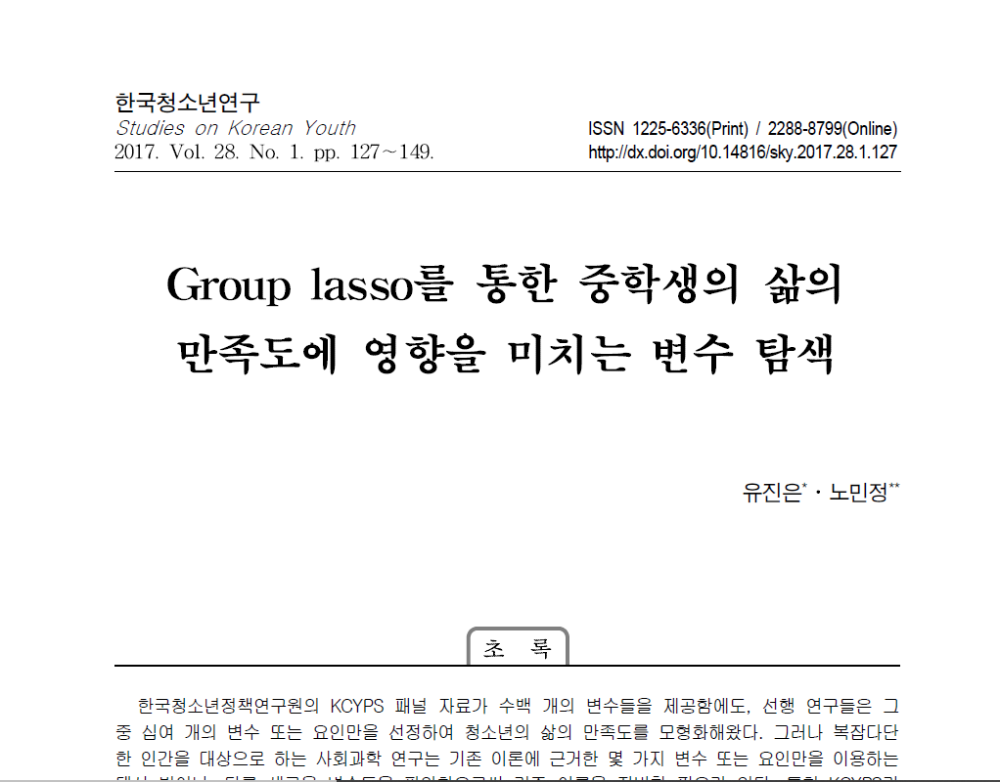 한국청소년연구
Studies on Korean Youth
ISSN 1225-6336(Print) / 2288-8799(Online)
2017. Vol. 28. No. 1. pp. 127～149.
http://dx.doi.org/10.14816/sky.2017.28.1.127
Group lasso를 통한 중학생의 삶의
만족도에 영향을 미치는 변수 탐색
유진은*・노민정**
초 록
한국청소년정책연구원의 KCYPS 패널 자료가 수백 개의 변수들을 제공함에도, 선행 연구들은 그
중 십여 개의 변수 또는 요인만을 선정하여 청소년의 삶의 만족도를 모형화해왔다. 그러나 복잡다단
한 인간을 대상으로 하는 사회과학 연구는 기존 이론에 근거한 몇 가지 변수 또는 요인만을 이용하는